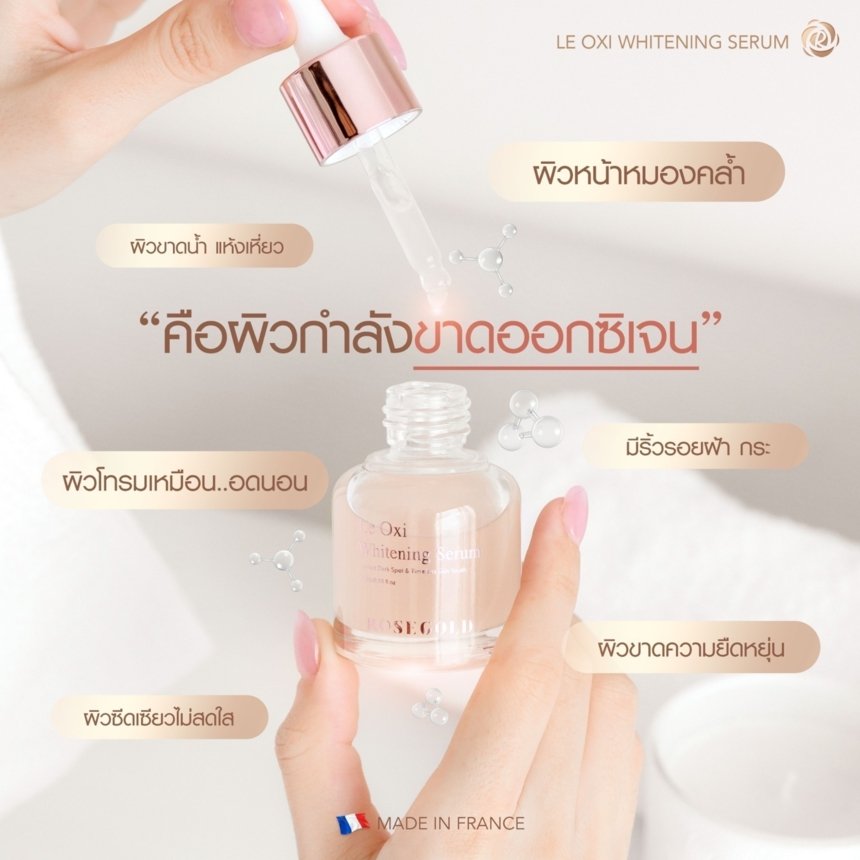 LE OXI WHITENING SERUM
ผิวหน้าหมองคล้ำ
ผิวขาดน้ำ แห้งเหี่ยว
“คือผิวกำลังขาดออกซิเจน”
มีริ้วรอยฝ้า กระ
ผิวโทรมเหมือน..อดนอน
Le Oxi
Whitening Serum
ROSEGOLD
ผิวขาดความยืดหยุ่น
ผิวซีดเซียวไม่สดใส
MADE IN FRANCE